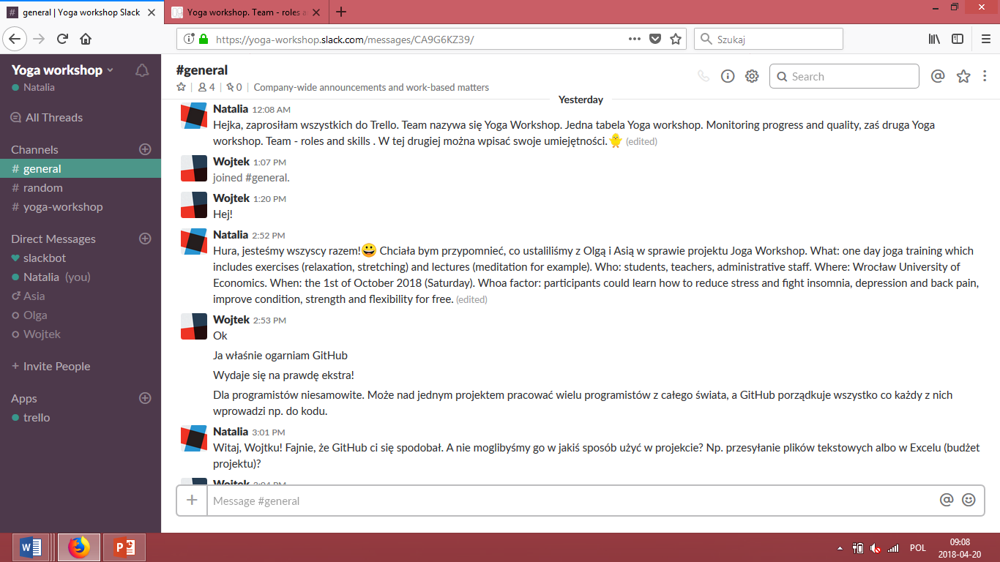 general | Yoga workshop Slack
Yoga workshop. Team - roles a
https://yoga-workshop.slack.com/messages/CA9G6KZ39/
Szukaj
Yoga workshop
Natalia
All Threads
Channels
# general
# random
# yoga-workshop
Direct Messages
slackbot
Natalia (you)
Asia
Olga
Wojtek
+ Invite People
Apps
trello
#general
4 | 0 | Company-wide announcements and work-based matters
Search
Yesterday
Natalia 12:08 AM
Hejka, zaprosiłam wszystkich do Trello. Team nazywa się Yoga Workshop. Jedna tabela Yoga workshop. Monitoring progress and quality, zaś druga Yoga
workshop. Team - roles and skills . W tej drugiej można wpisać swoje umiejętności. (edited)
Wojtek 1:07 PM
joined #general.
Wojtek 1:20 PM
Hej!
Natalia 2:52 PM
Hura, jesteśmy wszyscy razem! Chciała bym przypomnieć, co ustaliliśmy z Olgą i Asią w sprawie projektu Joga Workshop. What: one day joga training which
includes exercises (relaxation, stretching) and lectures (meditation for example). Who: students, teachers, administrative staff. Where: Wrocław University of
Economics. When: the 1st of October 2018 (Saturday). Whoa factor: participants could learn how to reduce stress and fight insomnia, depression and back pain,
improve condition, strength and flexibility for free. (edited)
Wojtek 2:53 PM
Ok
Ja właśnie ogarniam GitHub
Wydaje się na prawdę ekstra!
Dla programistów niesamowite. Może nad jednym projektem pracować wielu programistów z całego świata, a GitHub porządkuje wszystko co każdy z nich
wprowadzi np. do kodu.
Natalia 3:01 PM
Witaj, Wojtku! Fajnie, że GitHub ci się spodobał. A nie moglibyśmy go w jakiś sposób użyć w projekcie? Np. przesyłanie plików tekstowych albo w Excelu (budżet
projektu)?
Wojtek 3:04 PM
Message #general
POL
09:08
2018-04-20